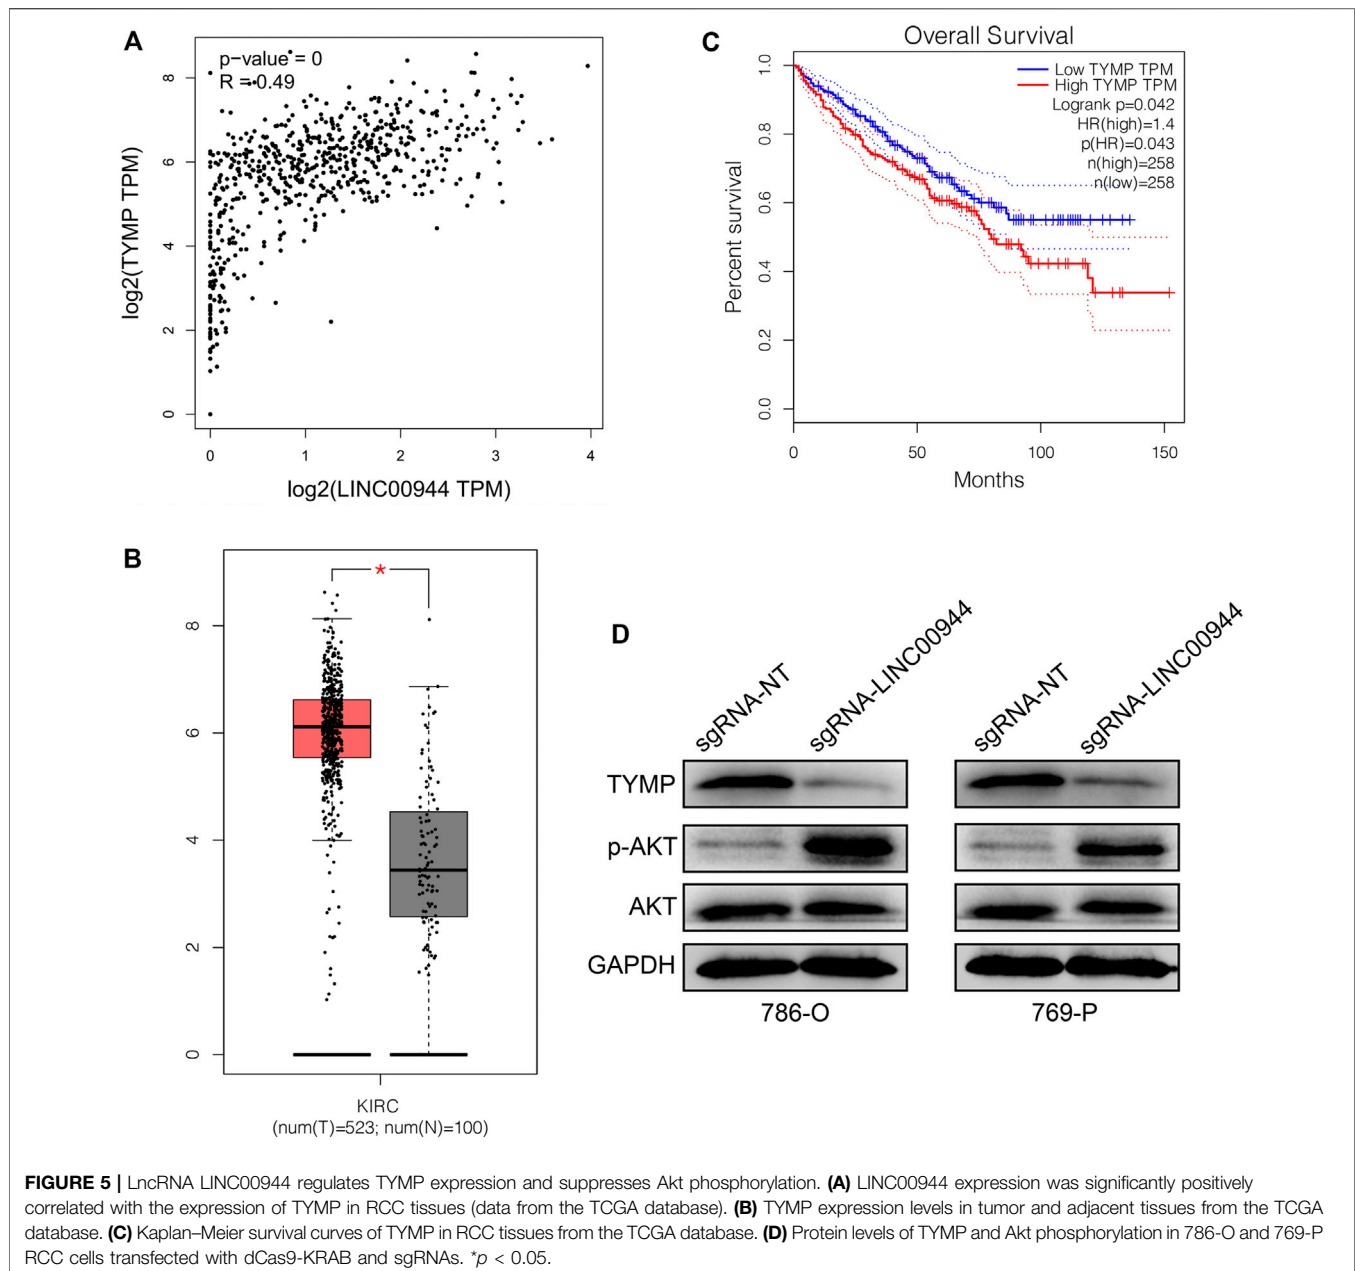 A
p-value = 0
R = 0.49
8
6
4
2
0
log2(TYMP TPM)
0 1 2 3 4
log2(LINC00944 TPM)
C
Overall Survival
Low TYMP TPM
High TYMP TPM
Logrank p=0.042
HR(high)=1.4
p(HR)=0.043
n(high)=258
n(low)=258
1.0
0.8
0.6
0.4
0.2
0.0
Percent survival
0 50 100 150
Months
B
*
8
6
4
2
0
KIRC
(num(T)=523; num(N)=100)
D
sgRNA-NT sgRNA-LINC00944 sgRNA-NT sgRNA-LINC00944
TYMP
p-AKT
AKT
GAPDH
786-O 769-P
FIGURE 5 | LncRNA LINC00944 regulates TYMP expression and suppresses Akt phosphorylation. (A) LINC00944 expression was significantly positively
correlated with the expression of TYMP in RCC tissues (data from the TCGA database). (B) TYMP expression levels in tumor and adjacent tissues from the TCGA
database. (C) Kaplan–Meier survival curves of TYMP in RCC tissues from the TCGA database. (D) Protein levels of TYMP and Akt phosphorylation in 786-O and 769-P
RCC cells transfected with dCas9-KRAB and sgRNAs. *p < 0.05.